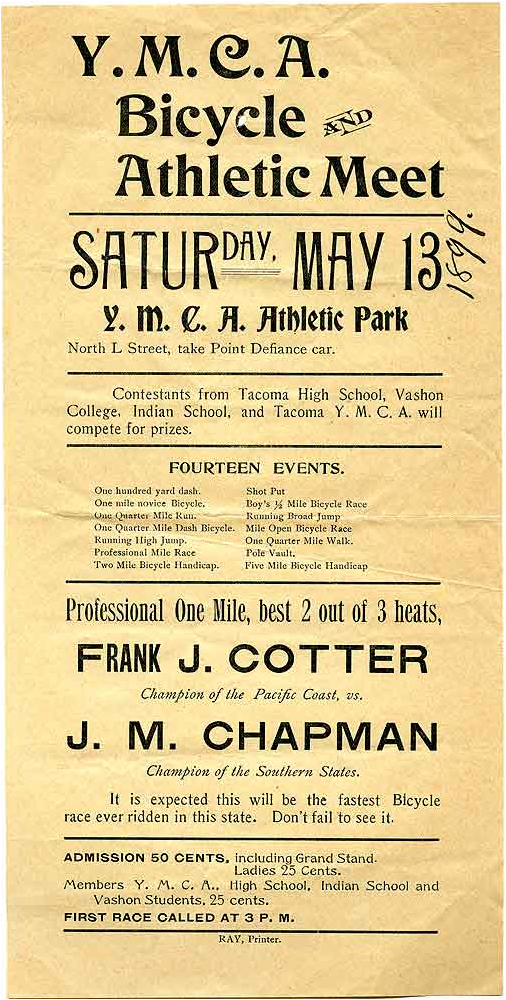 Y. M. C. A.
Bicycle AND
Athletic Meet
SATURDAY, MAY 13
1899.
Y. M. C. A. Athletic Park
North L Street, take Point Defiance car.
Contestants from Tacoma High School, Vashon
College, Indian School, and Tacoma Y. M. C. A. will
compete for prizes.
FOURTEEN EVENTS.
One hundred yard dash. Shot Put
One mile novice Bicycle. Boy's ½ Mile Bicycle Race
One Quarter Mile Run. Running Broad Jump
One Quarter Mile Dash Bicycle. Mile Open Bicycle Race
Running High Jump. One Quarter Mile Walk.
Professional Mile Race Pole Vault.
Two Mile Bicycle Handicap. Five Mile Bicycle Handicap
Professional One Mile, best 2 out of 3 heats,
FRANK J. COTTER
Champion of the Pacific Coast, vs.
J. M. CHAPMAN
Champion of the Southern States.
It is expected this will be the fastest Bicycle
race ever ridden in this state. Don't fail to see it.
ADMISSION 50 CENTS, including Grand Stand.
Ladies 25 Cents.
Members Y. M. C. A., High School, Indian School and
Vashon Students, 25 cents.
FIRST RACE CALLED AT 3 P. M.
RAY, Printer.